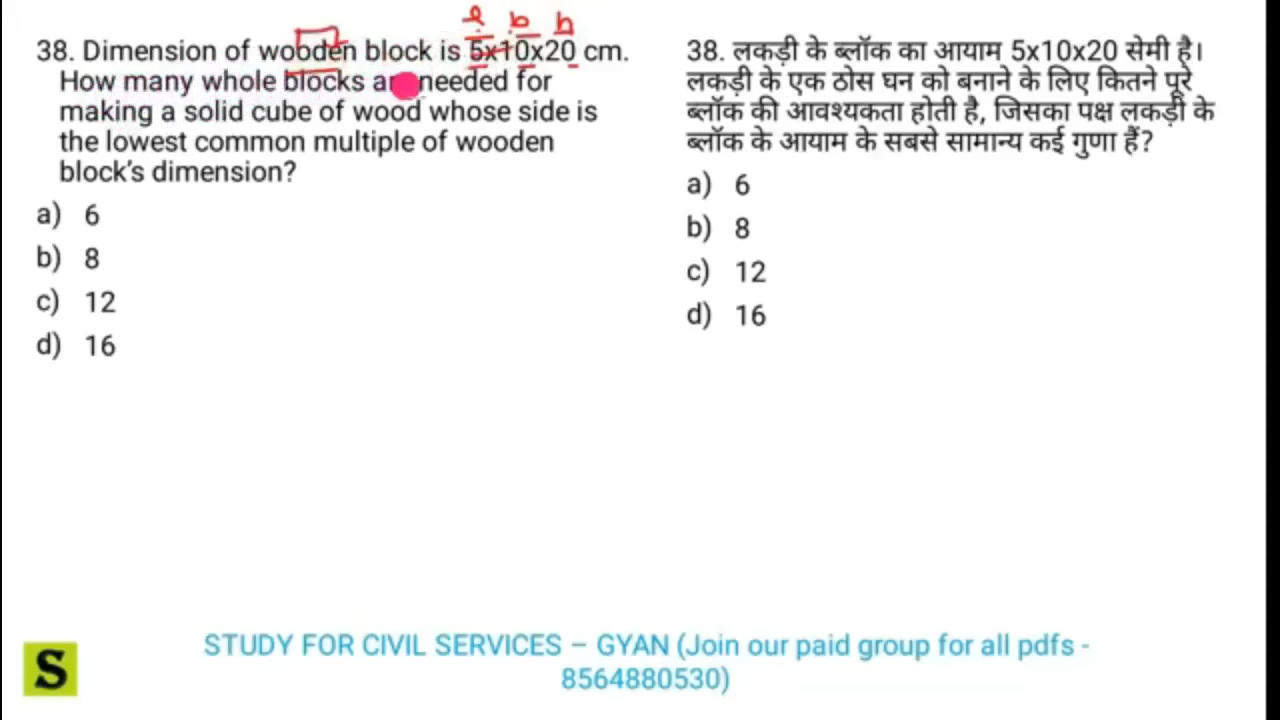 l b h
38. Dimension of wooden block is 5x10x20 cm.
How many whole blocks needed for
making a solid cube of wood whose side is
the lowest common multiple of wooden
block's dimension?
a) 6
b) 8
c) 12
d) 16
38. लकड़ी के ब्लॉक का आयाम 5x10x20 सेमी है।
लकड़ी के एक ठोस घन को बनाने के लिए कितने पूरे
ब्लॉक की आवश्यकता होती है, जिसका पक्ष लकड़ी के
ब्लॉक के आयाम के सबसे सामान्य कई गुणा हैं?
a) 6
b) 8
c) 12
d) 16
STUDY FOR CIVIL SERVICES – GYAN (Join our paid group for all pdfs -
8564880530)
S